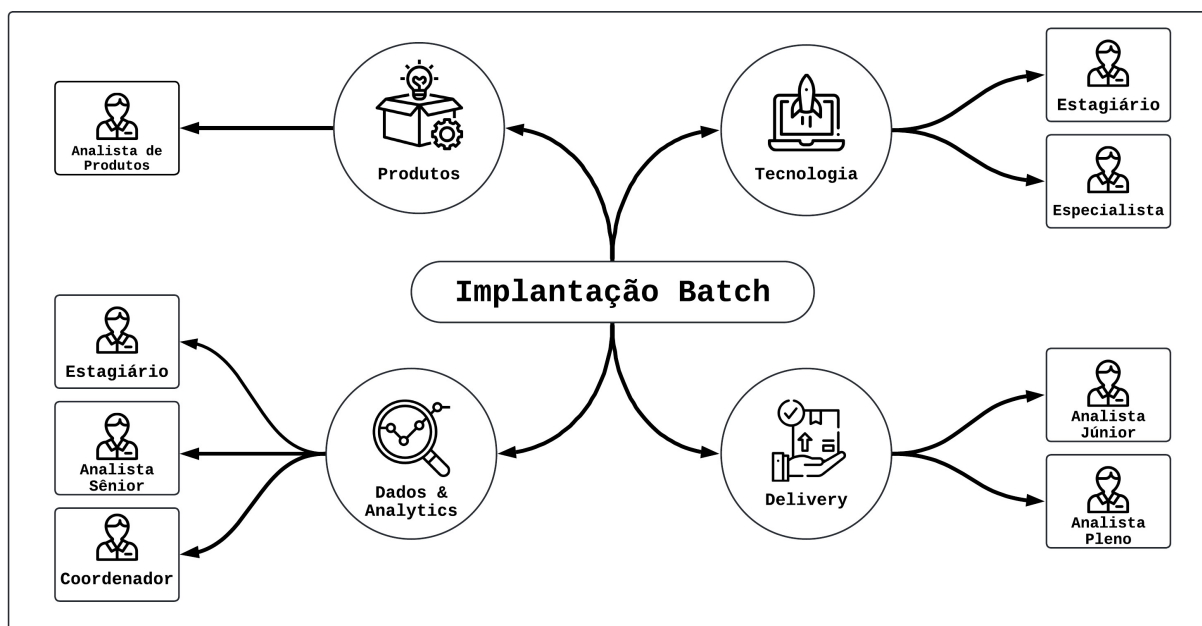 Analista de
Produtos
Produtos
Tecnologia
Estagiário
Especialista
Implantação Batch
Estagiário
Analista
Sênior
Coordenador
Dados &
Analytics
Delivery
Analista
Júnior
Analista
Pleno